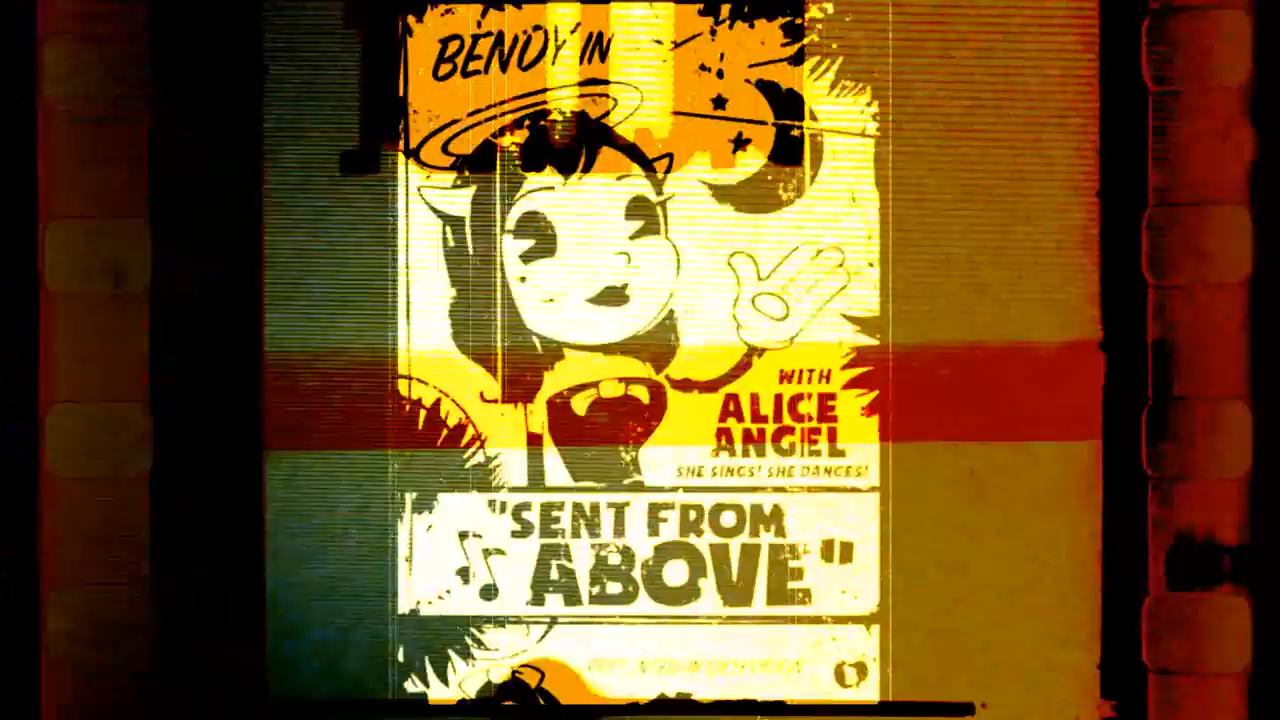 BENDY IN
WITH
ALICE
ANGEL
SHE SINGS! SHE DANCES!
"SENT FROM
ABOVE"